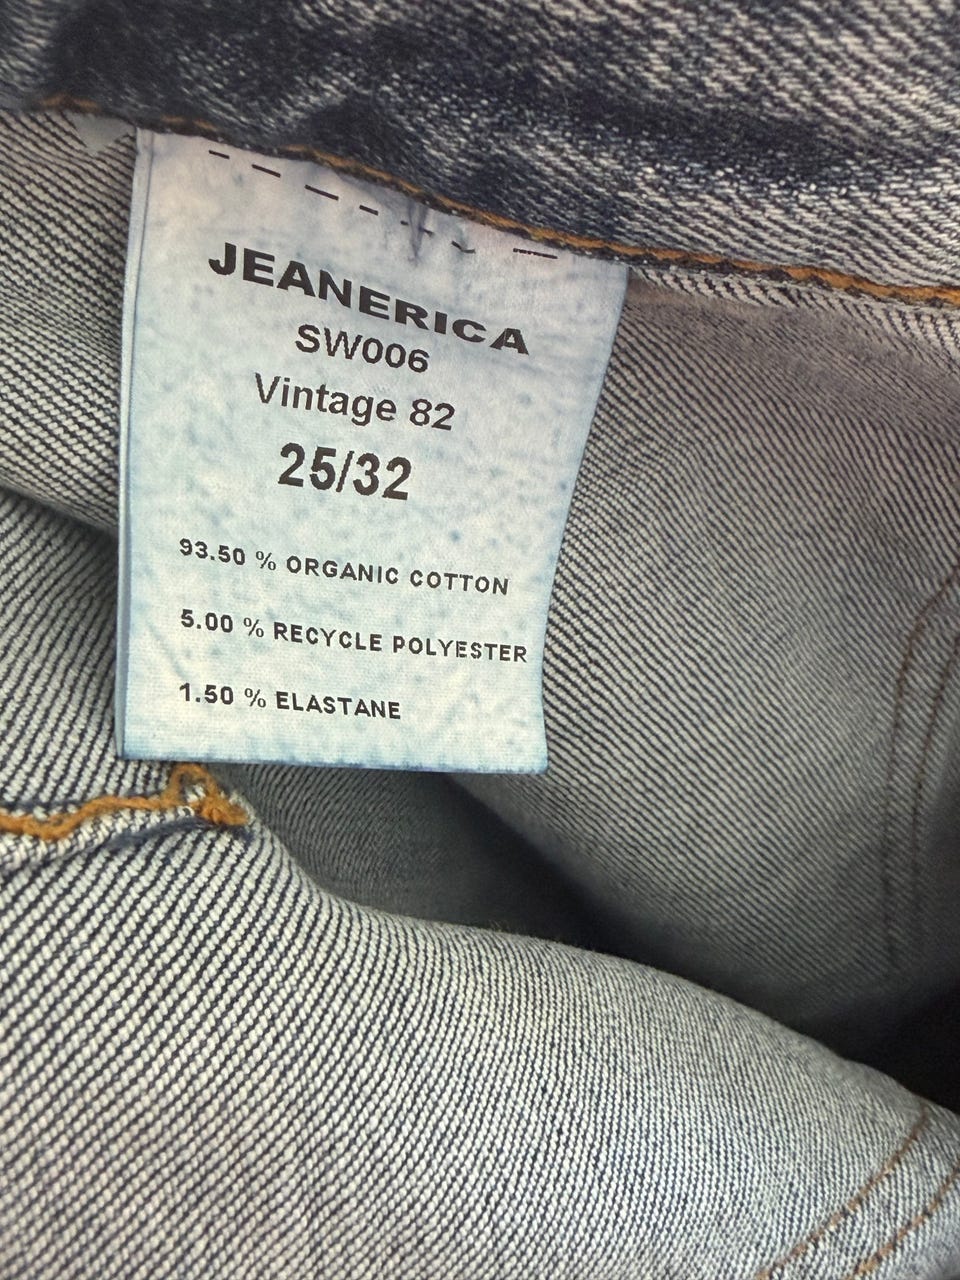 JEANERICA
SW006
Vintage 82
25/32
93.50 % ORGANIC COTTON
5.00 % RECYCLE POLYESTER
1.50 % ELASTANE